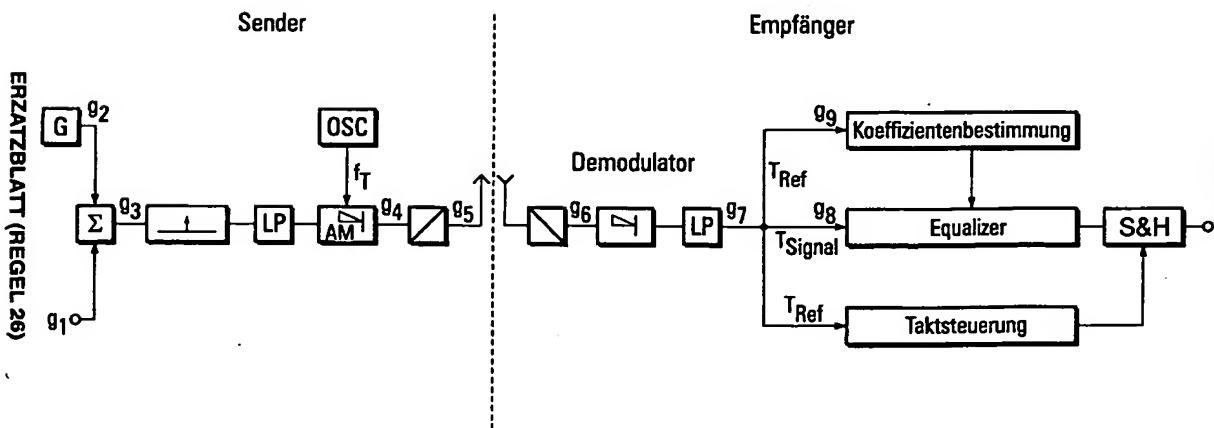 Sender
Empfänger
ERZATZBLATT (REGEL 26)
G
g2
OSC
fT
Σ
g3
LP
AM
g4
g5
g1
Demodulator
g6
LP
g7
TRef
g9
Koeffizientenbestimmung
TSignal
g8
Equalizer
S&H
TRef
Taktsteuerung